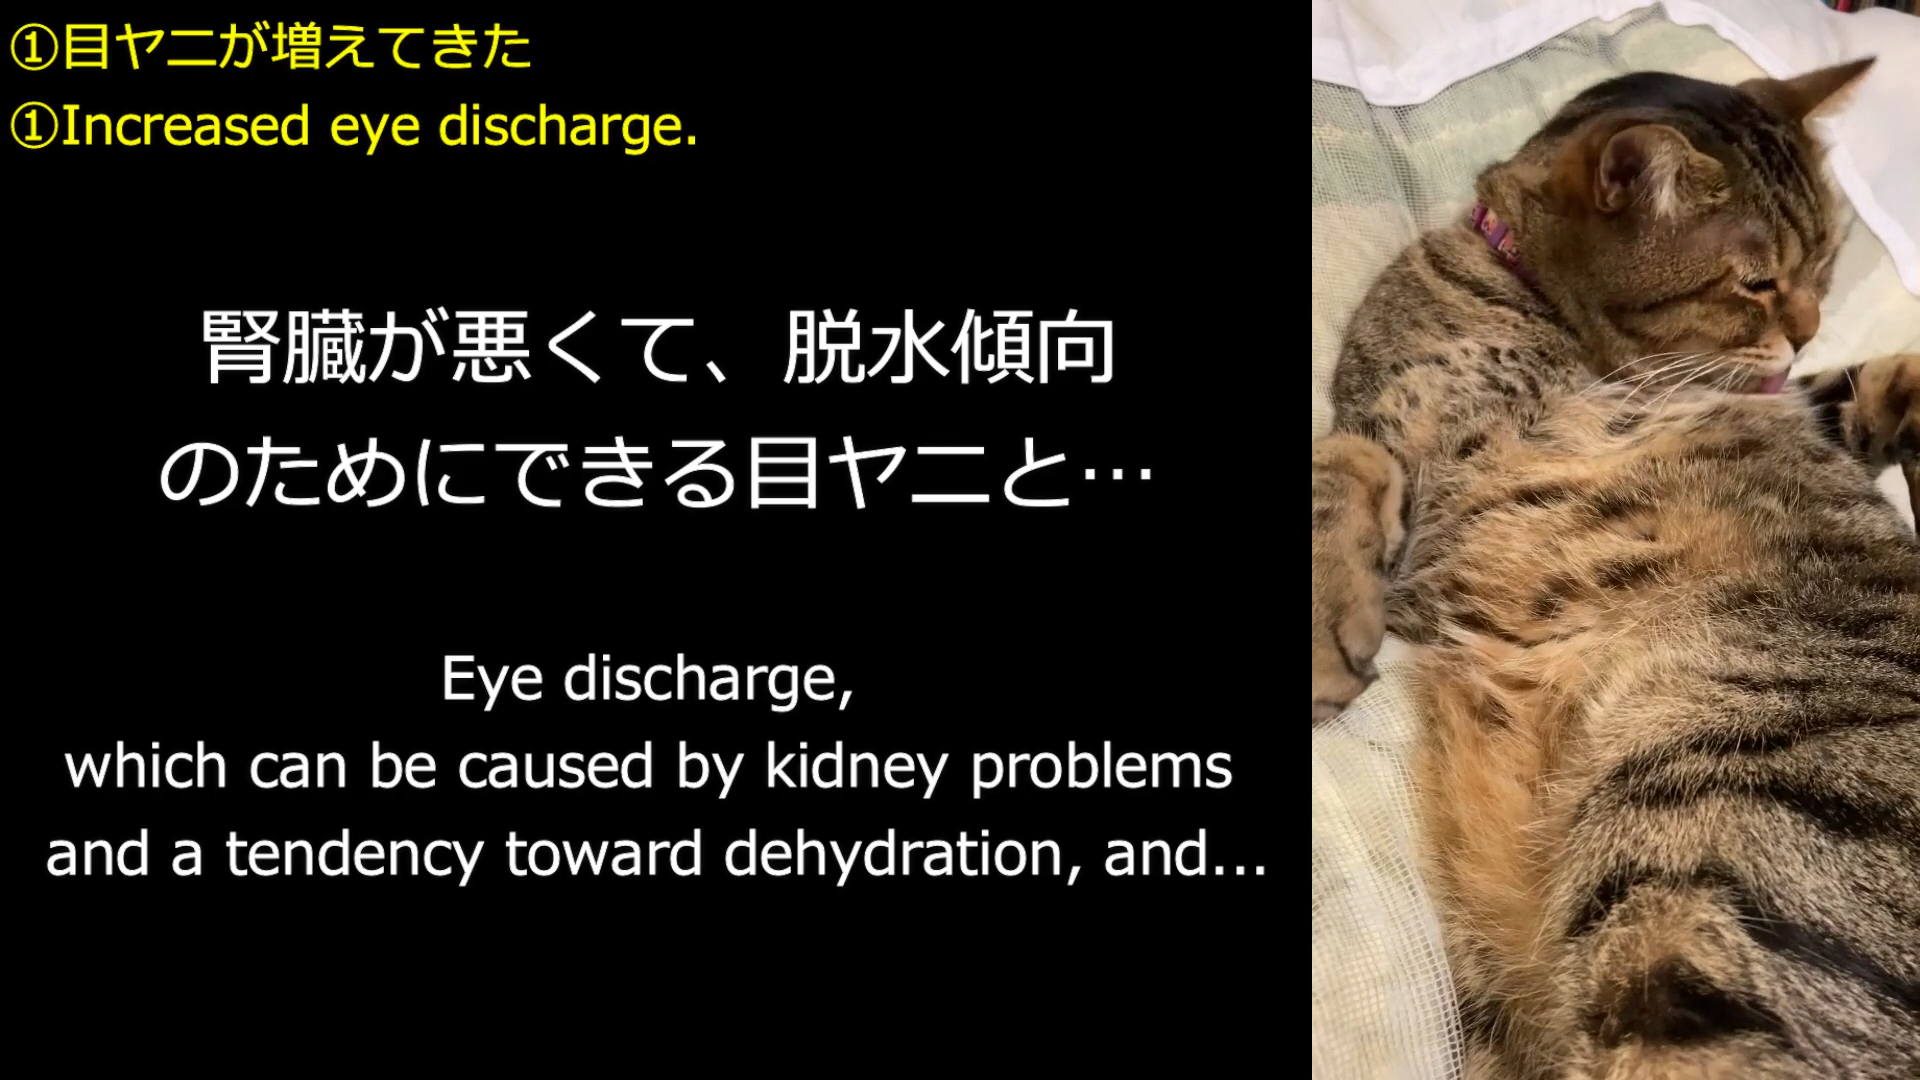 ①目ヤニが増えてきた
①Increased eye discharge.
腎臓が悪くて、脱水傾向
のためにできる目ヤニと…
Eye discharge,
which can be caused by kidney problems
and a tendency toward dehydration, and...